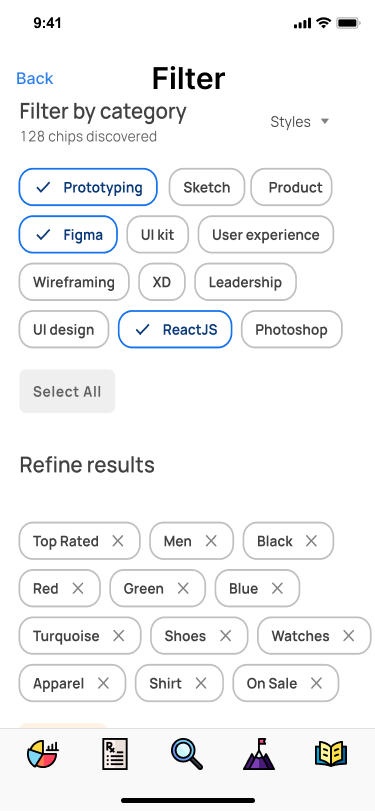 9:41
Back
Filter
Filter by category
128 chips discovered
Styles
Prototyping Sketch Product
Figma UI kit User experience
Wireframing XD Leadership
UI design ReactJS Photoshop
Select All
Refine results
Top Rated Men Black
Red Green Blue
Turquoise Shoes Watches
Apparel Shirt On Sale
Rx